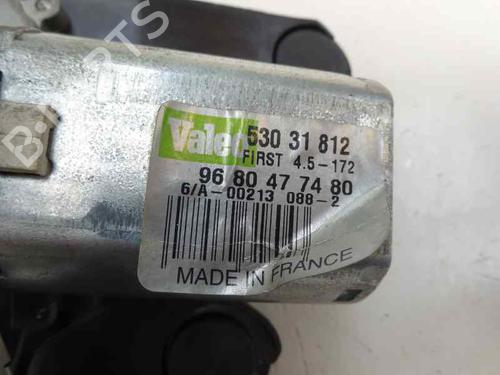 B-PARTS
Valeo 530 31 812
FIRST 4.5-172
96 80 47 74 80
6/A-00213 088-2
MADE IN FRANCE